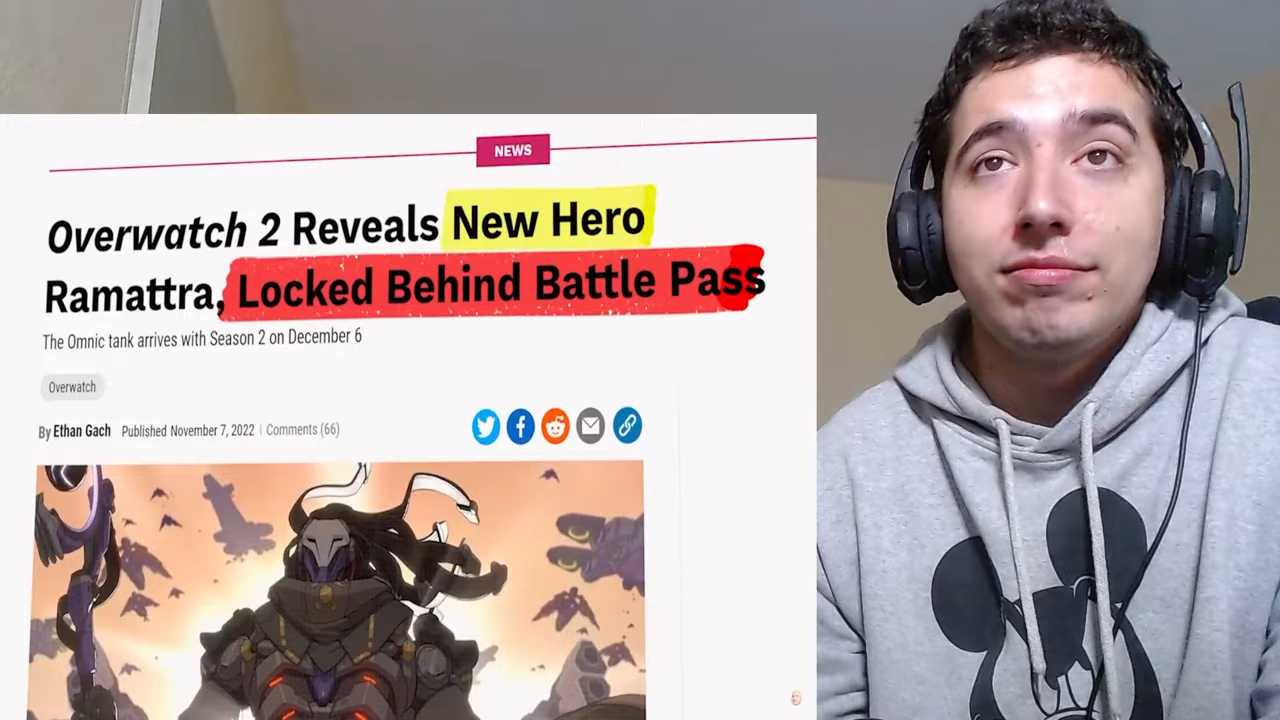 NEWS
Overwatch 2 Reveals New Hero
Ramattra, Locked Behind Battle Pass
The Omnic tank arrives with Season 2 on December 6
Overwatch
By Ethan Gach Published November 7, 2022 | Comments (66)